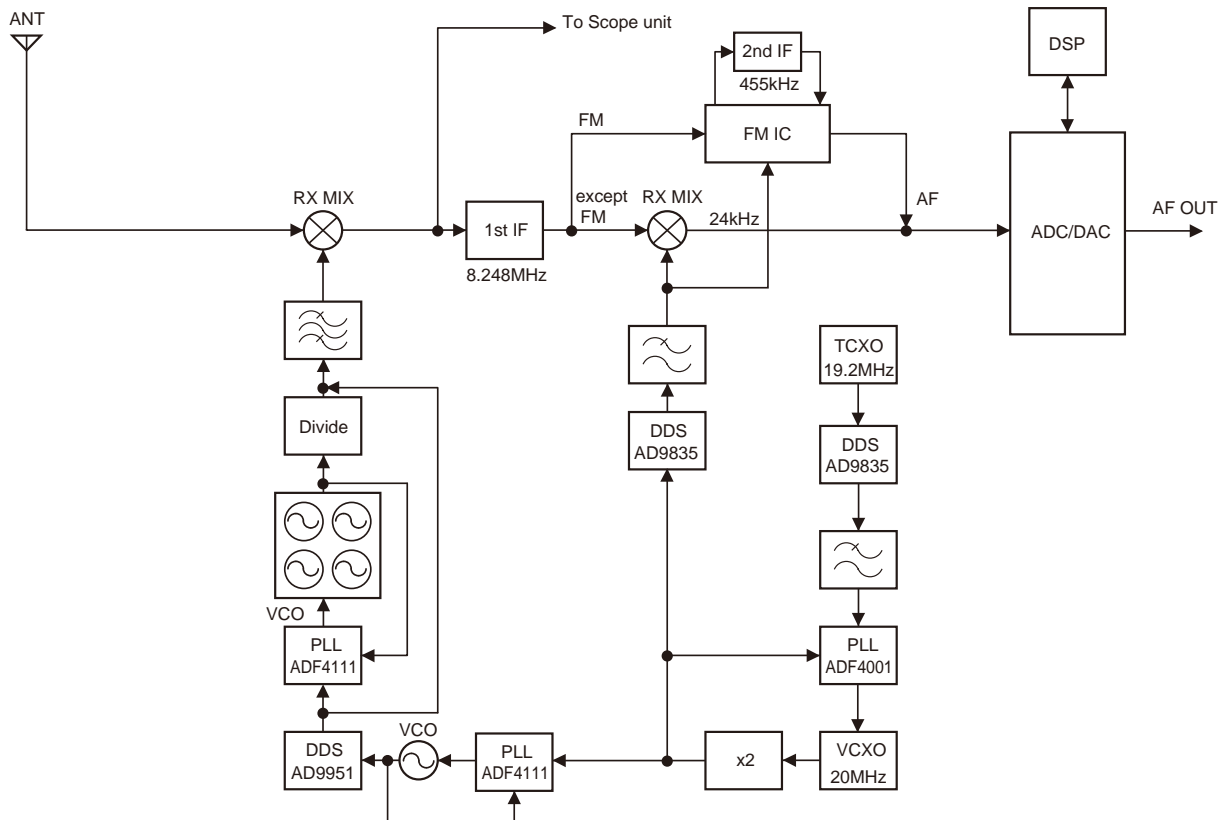 ANT
To Scope unit
2nd IF
455kHz
DSP
FM
FM IC
RX MIX
except
FM
RX MIX
24kHz
AF
AF OUT
1st IF
8.248MHz
ADC/DAC
TCXO
19.2MHz
Divide
DDS
AD9835
DDS
AD9835
VCO
PLL
ADF4111
PLL
ADF4001
VCO
DDS
AD9951
PLL
ADF4111
x2
VCXO
20MHz